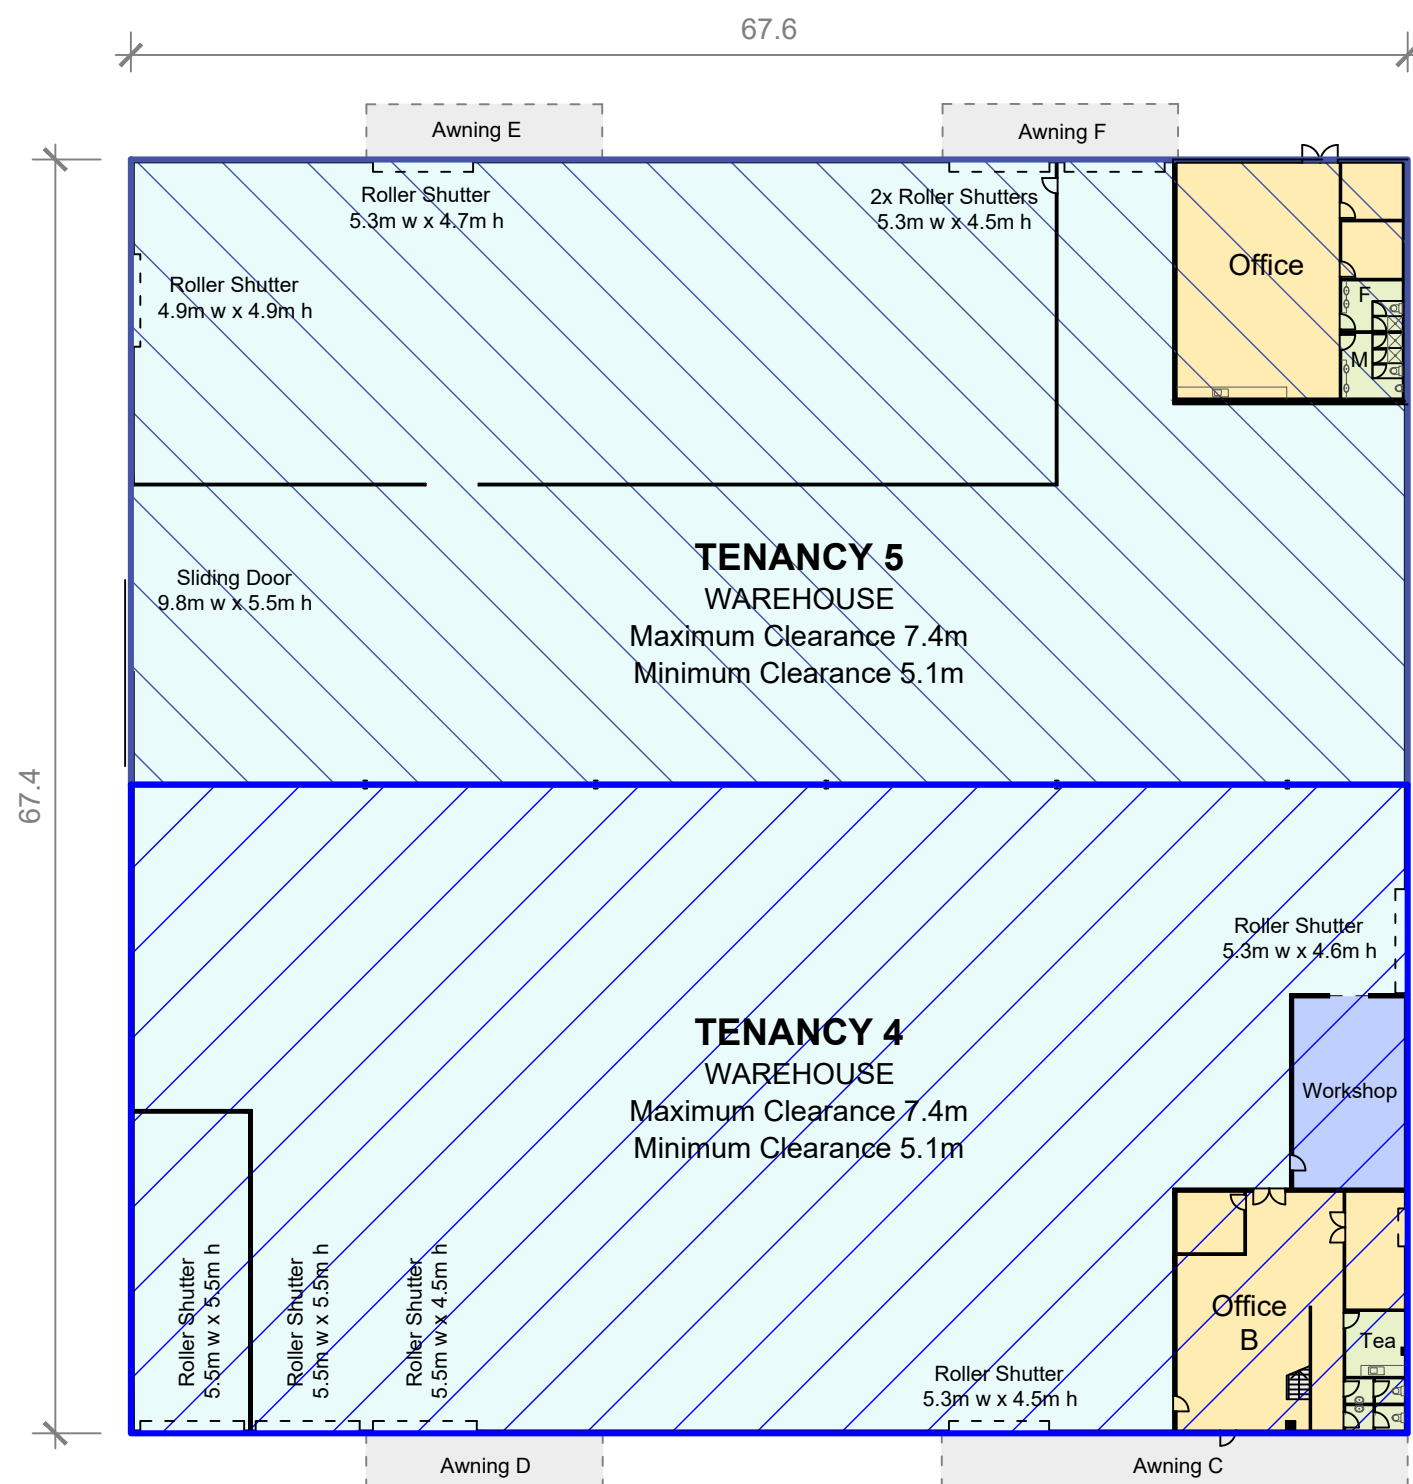 67.6
Awning E
Awning F
Roller Shutter
5.3m w x 4.7m h
2x Roller Shutters
5.3m w x 4.5m h
Office
Roller Shutter
4.9m w x 4.9m h
F
M
TENANCY 5
WAREHOUSE
Maximum Clearance 7.4m
Minimum Clearance 5.1m
Sliding Door
9.8m w x 5.5m h
67.4
Roller Shutter
5.3m w x 4.6m h
TENANCY 4
WAREHOUSE
Maximum Clearance 7.4m
Minimum Clearance 5.1m
Workshop
Roller Shutter
5.5m w x 5.5m h
Roller Shutter
5.5m w x 5.5m h
Roller Shutter
5.5m w x 4.5m h
Office
B
Tea
Roller Shutter
5.3m w x 4.5m h
Awning D
Awning C